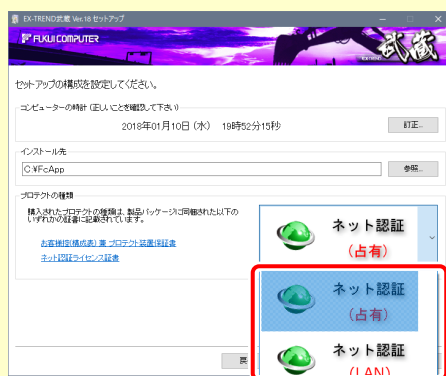 EX-TREND武蔵 Ver.18 セットアップ
FUKUI COMPUTER
EX-TREND 武蔵
セットアップの構成を設定してください。
コンピューターの時計 (正しいことを確認して下さい)
2018年01月10日 (水) 19時52分15秒
訂正...
インストール先
C:¥FcApp
参照...
プロテクトの種類
購入されたプロテクトの種類は、製品パッケージに同梱された以下の
いずれかの証書に記載されています。
お客様控(構成表) 兼 プロテクト装置保証書
ネット認証ライセンス証書
ネット認証
(占有)
ネット認証
(占有)
ネット認証
(LAN)